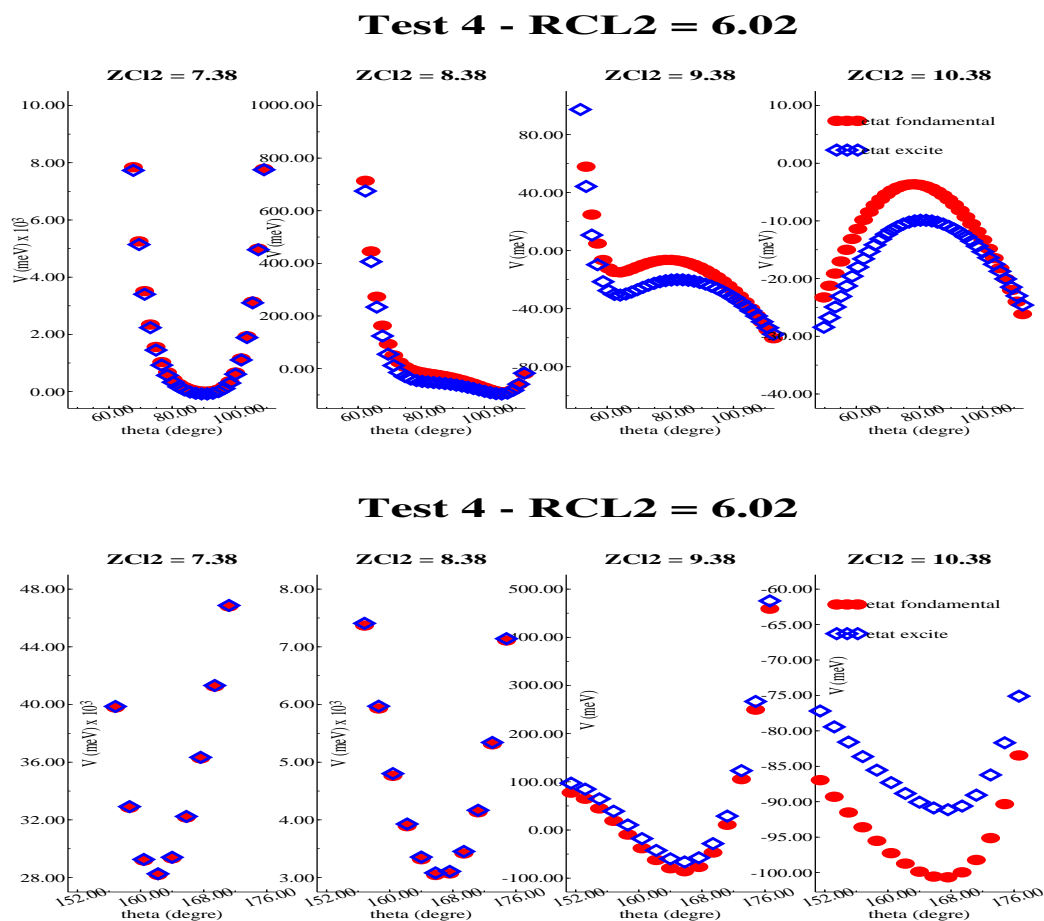 Test 4 - RCL2 = 6.02
ZCl2 = 7.38
ZCl2 = 8.38
ZCl2 = 9.38
ZCl2 = 10.38
10.00
8.00
6.00
4.00
2.00
0.00
V (meV) x 10³
60.00
80.00
100.00
theta (degre)
1000.00
800.00
600.00
400.00
200.00
0.00
V (meV)
60.00
80.00
100.00
theta (degre)
80.00
40.00
0.00
-40.00
-80.00
V (meV)
60.00
80.00
100.00
theta (degre)
10.00
0.00
-10.00
-20.00
-30.00
-40.00
V (meV)
etat fondamental
etat excite
60.00
80.00
100.00
theta (degre)
Test 4 - RCL2 = 6.02
ZCl2 = 7.38
ZCl2 = 8.38
ZCl2 = 9.38
ZCl2 = 10.38
48.00
44.00
40.00
36.00
32.00
28.00
V (meV) x 10³
152.00
160.00
168.00
176.00
theta (degre)
8.00
7.00
6.00
5.00
4.00
3.00
V (meV) x 10³
152.00
160.00
168.00
176.00
theta (degre)
500.00
400.00
300.00
200.00
100.00
0.00
-100.00
V (meV)
152.00
160.00
168.00
176.00
theta (degre)
-60.00
-65.00
-70.00
-75.00
-80.00
-85.00
-90.00
-95.00
-100.00
V (meV)
etat fondamental
etat excite
152.00
160.00
168.00
176.00
theta (degre)